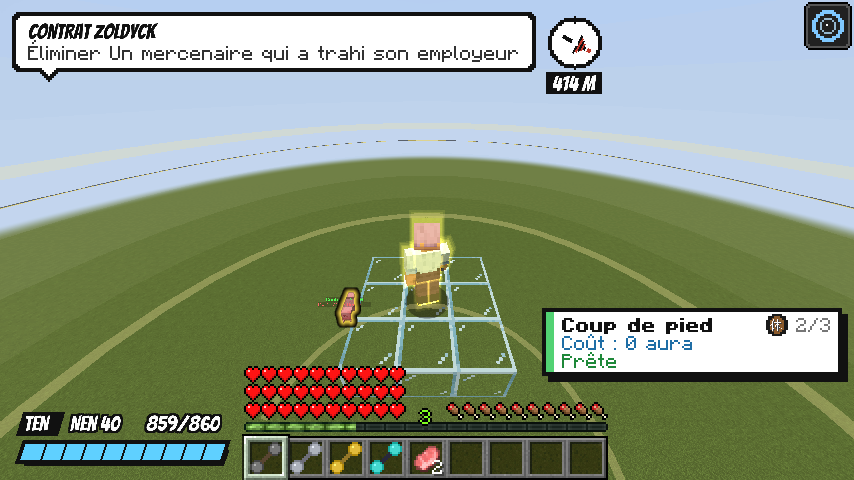 CONTRAT ZOLDYCK
Éliminer Un mercenaire qui a trahi son employeur
414 M
Coup de pied
休 2/3
Coût : 0 aura
Prête
TEN NEN 40 859/860
3
2